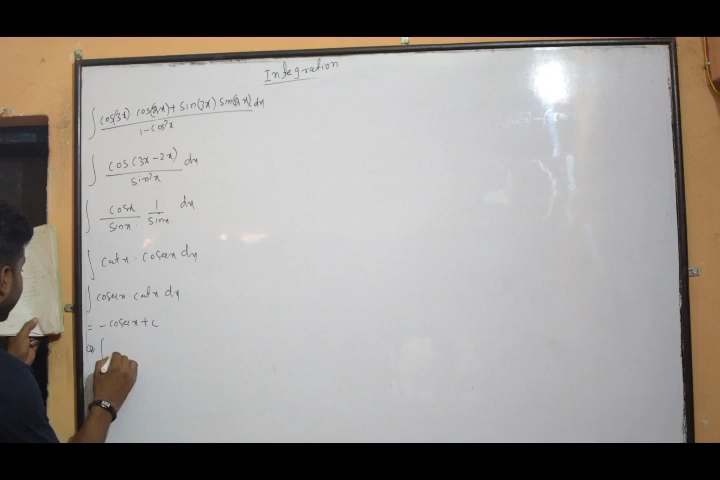 Integration
∫ cos(3x) cos(2x) + sin(3x) sin(2x) dx
1 - cos²x
∫ cos(3x - 2x) dx
sin²x
∫ cosx 1 dx
sinx sinx
∫ cotx · cosecx dx
∫ cosecx · cotx dx
= - cosecx + c
Q. ∫